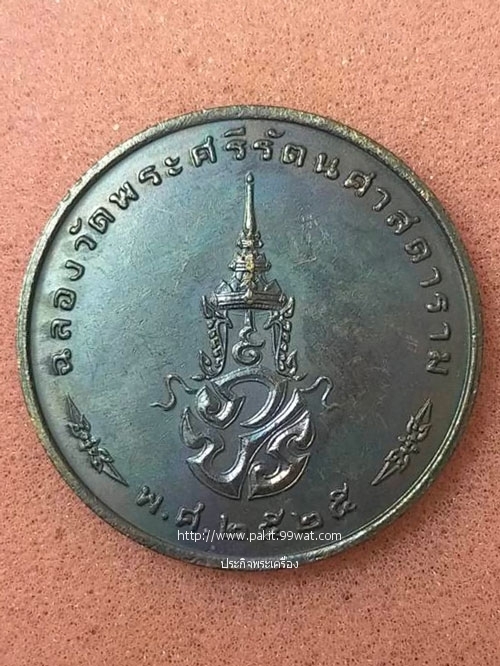 ฉลองวัดพระศรีรัตนศาสดาราม
พ.ศ.๒๕๒๕
http://www.pakit.99wat.com
ประกิจพระเครื่อง